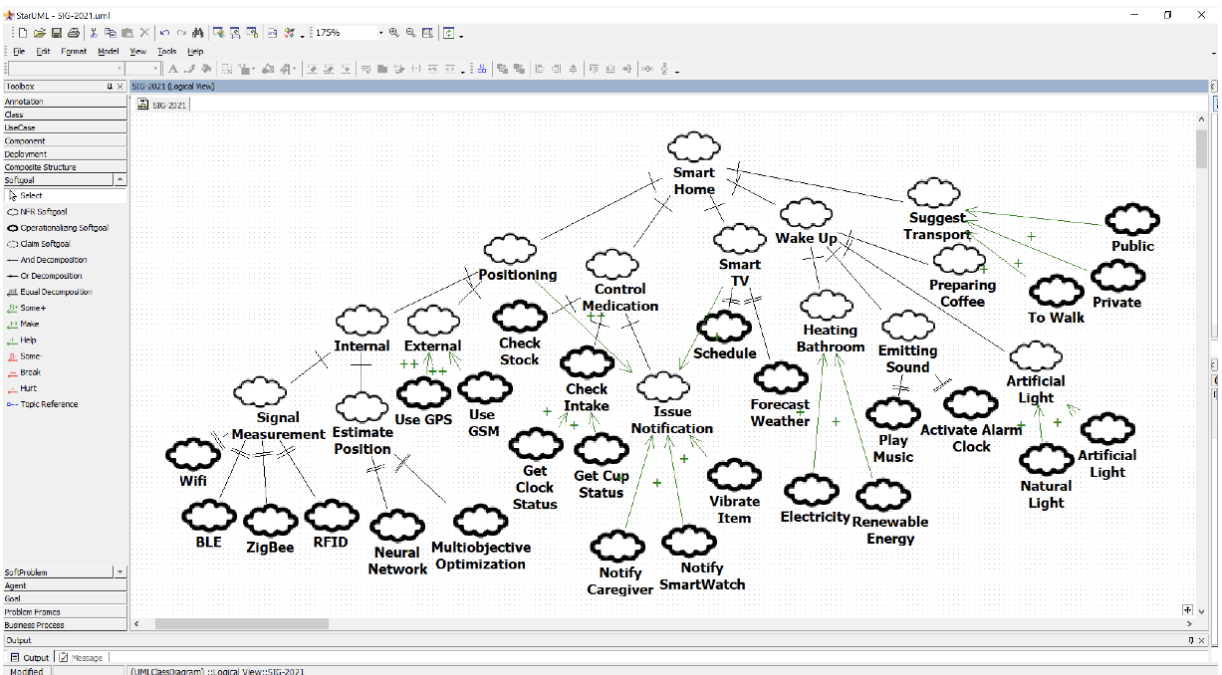 StarUML - SIG-2021.uml
175%
File Edit Format Model View Tools Help
Toolbox
SIG-2021 (Logical View)
Annotation
SIG-2021
Class
UseCase
Component
Deployment
Composite Structure
Softgoal
Select
NFR Softgoal
Operationalizing Softgoal
Claim Softgoal
And Decomposition
Or Decomposition
Equal Decomposition
Some+
Make
Help
Some-
Break
Hurt
Topic Reference
SoftProblem
Agent
Goal
Problem Frames
Business Process
Smart
Home
Suggest
Transport
Public
Private
To Walk
Wake Up
Preparing
Coffee
Smart
TV
Positioning
Control
Medication
++
Internal
External
Check
Stock
Schedule
Heating
Bathroom
Emitting
Sound
Artificial
Light
++
++
Use GPS
Use
GSM
Check
Intake
Issue
Notification
Forecast
Weather
Play
Music
Activate Alarm
Clock
Natural
Light
Artificial
Light
Signal
Measurement
Estimate
Position
Wifi
Get
Clock
Status
Get Cup
Status
Vibrate
Item
Electricity
Renewable
Energy
BLE
ZigBee
RFID
Neural
Network
Multiobjective
Optimization
Notify
Caregiver
Notify
SmartWatch
+
+
+
+
+
+
+
+
+
+
+
+
+
+
Output
Output Message
Modified
(UMLClassDiagram) ::Logical View::SIG-2021